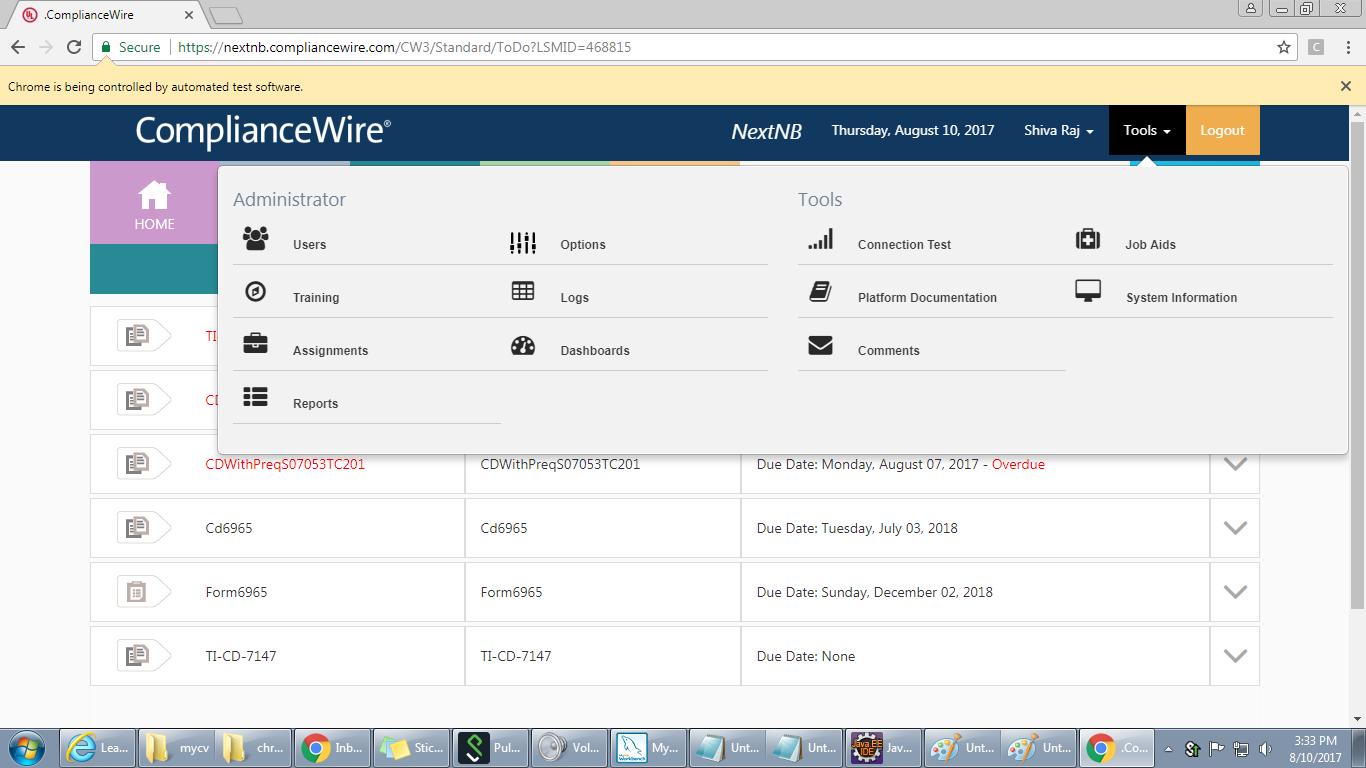 .ComplianceWire
Secure https://nextnb.compliancewire.com/CW3/Standard/ToDo?LSMID=468815
Chrome is being controlled by automated test software.
ComplianceWire® NextNB Thursday, August 10, 2017 Shiva Raj Tools Logout
HOME
Administrator Tools
Users Options Connection Test Job Aids
Training Logs Platform Documentation System Information
Assignments Dashboards Comments
Reports
TI-
CD
CDWithPreqS07053TC201 CDWithPreqS07053TC201 Due Date: Monday, August 07, 2017 - Overdue
Cd6965 Cd6965 Due Date: Tuesday, July 03, 2018
Form6965 Form6965 Due Date: Sunday, December 02, 2018
TI-CD-7147 TI-CD-7147 Due Date: None
Lea... mycv chr... Inb... Stic... Pul... Vol... My... Unt... Unt... Jav... Unt... Unt... .Co... 3:33 PM
8/10/2017